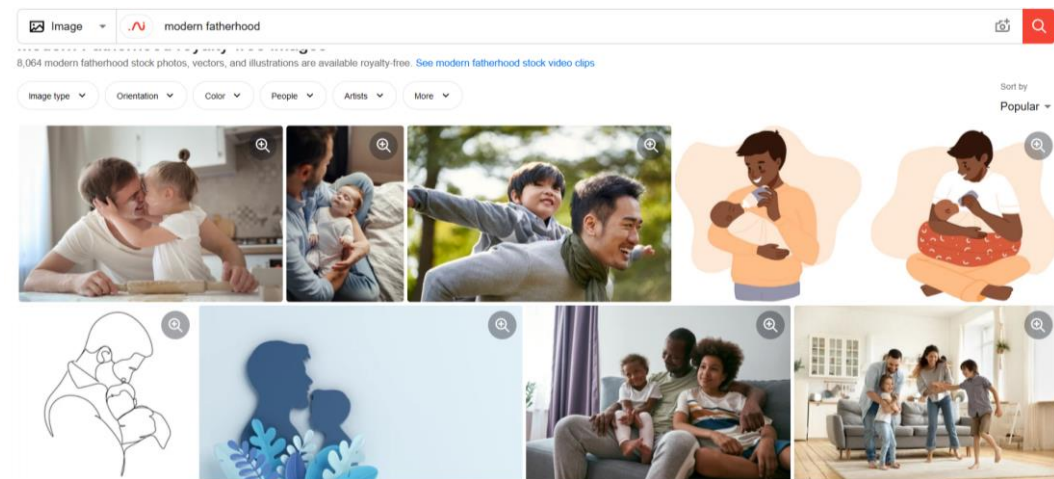 Image
modern fatherhood
8,064 modern fatherhood stock photos, vectors, and illustrations are available royalty-free. See modern fatherhood stock video clips
Image type
Orientation
Color
People
Artists
More
Sort by
Popular